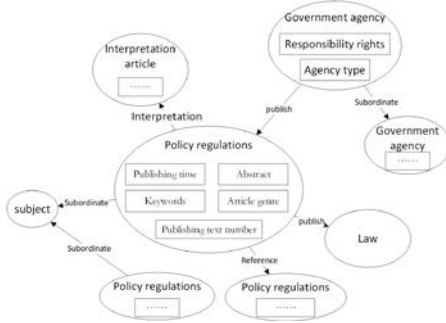 Government agency
Responsibility rights
Agency type
Interpretation
article
......
Interpretation
publish
Subordinate
Government
agency
......
Policy regulations
Publishing time
Abstract
Keywords
Article genre
Publishing text number
Subordinate
subject
publish
Law
Subordinate
Reference
Policy regulations
......
Policy regulations
......